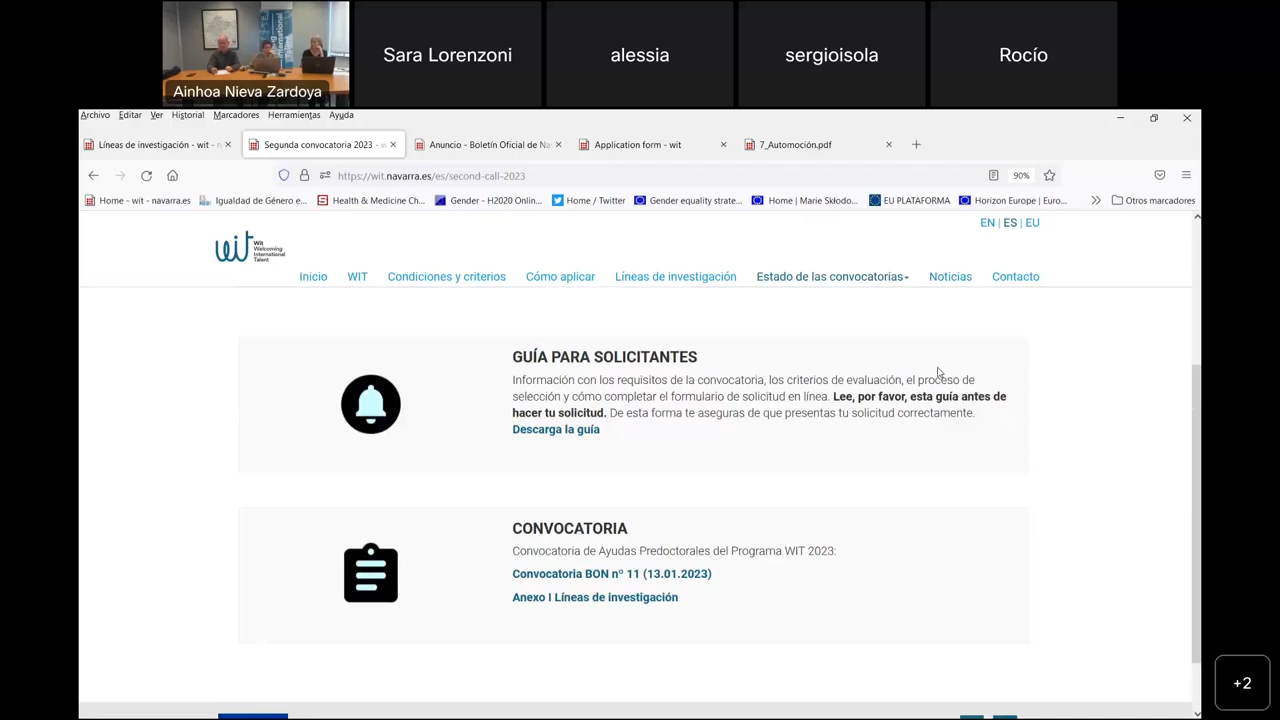 Ainhoa Nieva Zardoya
Sara Lorenzoni
alessia
sergioisola
Rocío
Archivo Editar Ver Historial Marcadores Herramientas Ayuda
Líneas de investigación - wit - n
Segunda convocatoria 2023 - w
Anuncio - Boletín Oficial de Na
Application form - wit
7_Automoción.pdf
https://wit.navarra.es/es/second-call-2023
90%
Home - wit - navarra.es
Igualdad de Género e...
Health & Medicine Ch...
Gender - H2020 Onlin...
Home / Twitter
Gender equality strate...
Home | Marie Skłodo...
EU PLATAFORMA
Horizon Europe | Euro...
Otros marcadores
EN | ES | EU
wit
Wit
Welcoming
International
Talent
Inicio WIT Condiciones y criterios Cómo aplicar Líneas de investigación Estado de las convocatorias Noticias Contacto
GUÍA PARA SOLICITANTES
Información con los requisitos de la convocatoria, los criterios de evaluación, el proceso de
selección y cómo completar el formulario de solicitud en línea. Lee, por favor, esta guía antes de
hacer tu solicitud. De esta forma te aseguras de que presentas tu solicitud correctamente.
Descarga la guía
CONVOCATORIA
Convocatoria de Ayudas Predoctorales del Programa WIT 2023:
Convocatoria BON nº 11 (13.01.2023)
Anexo I Líneas de investigación
+2